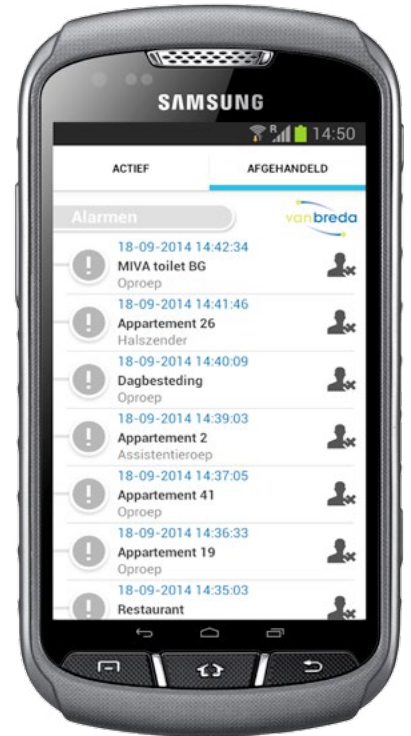 SAMSUNG
R 14:50
ACTIEF AFGEHANDELD
Alarmen vanbreda
18-09-2014 14:42:34
MIVA toilet BG
Oproep
18-09-2014 14:41:46
Appartement 26
Halszender
18-09-2014 14:40:09
Dagbesteding
Oproep
18-09-2014 14:39:03
Appartement 2
Assistentieroep
18-09-2014 14:37:05
Appartement 41
Oproep
18-09-2014 14:36:33
Appartement 19
Oproep
18-09-2014 14:35:03
Restaurant